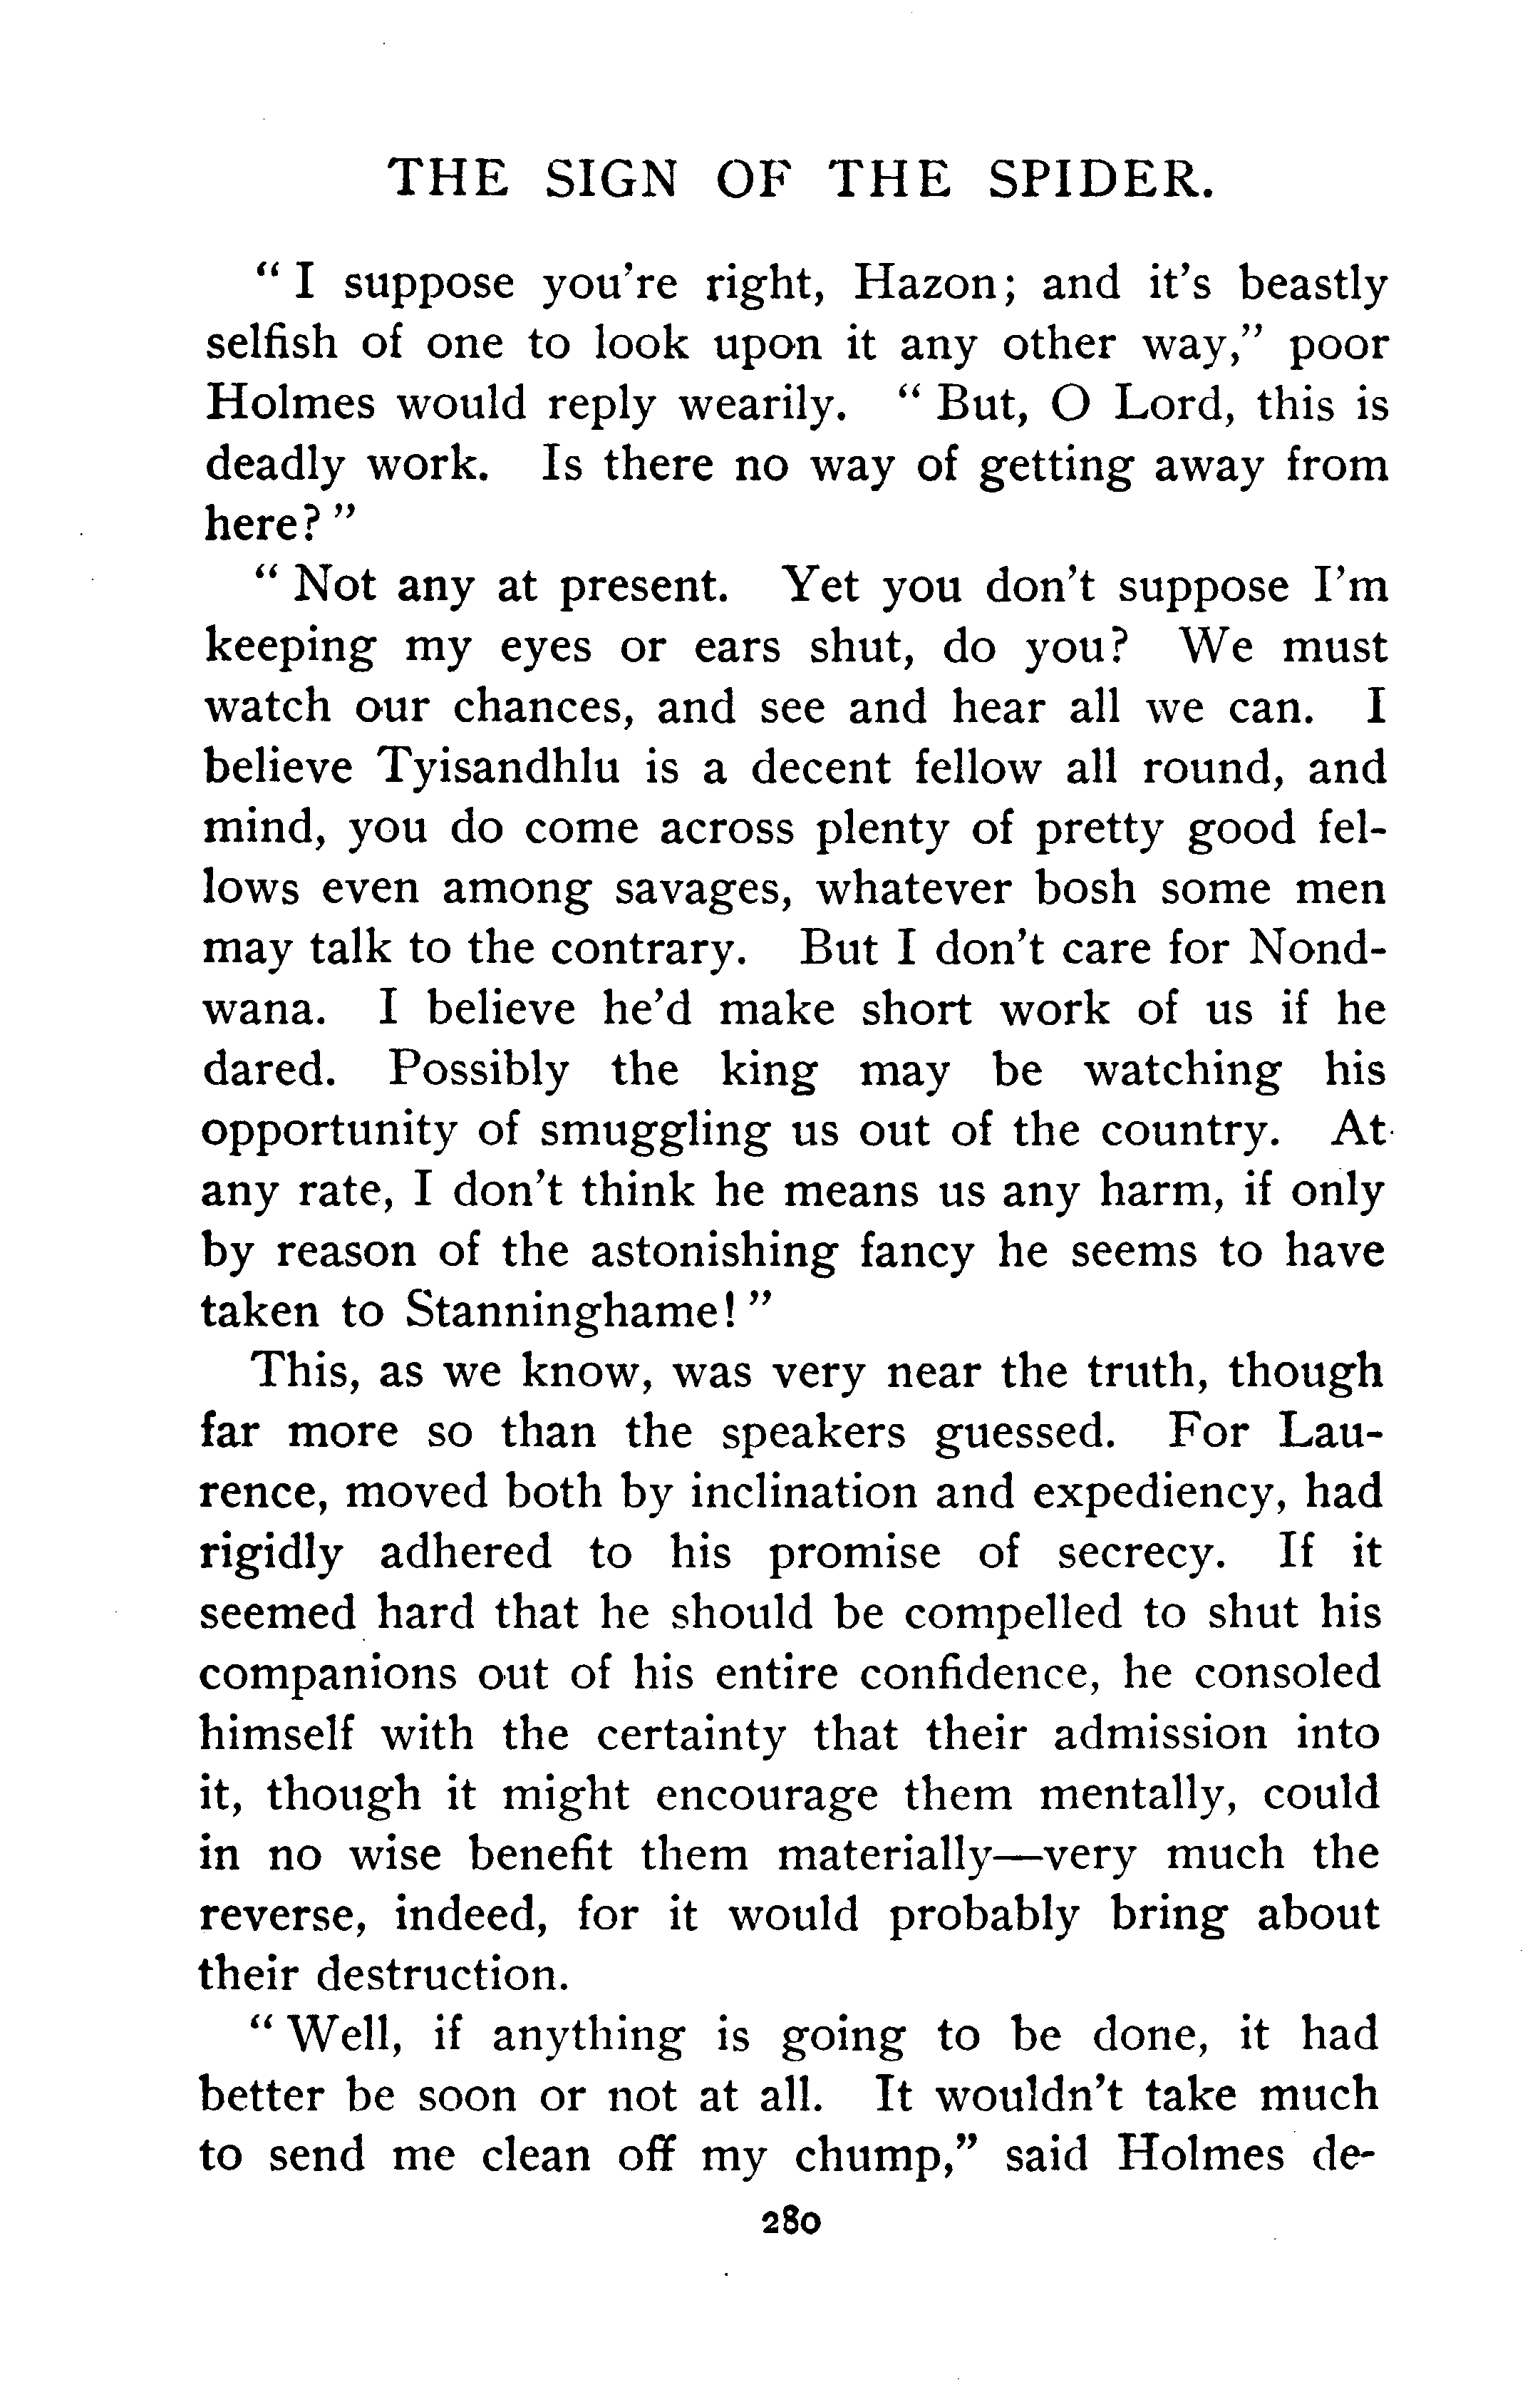 THE SIGN OF THE SPIDER.
“ I suppose you're right, Hazon; and it's beastly
selfish of one to look upon it any other way,” poor
Holmes would reply wearily. “ But, O Lord, this is
deadly work. Is there no way of getting away from
here? ”
“ Not any at present. Yet you don't suppose I'm
keeping my eyes or ears shut, do you? We must
watch our chances, and see and hear all we can. I
believe Tyisandhlu is a decent fellow all round, and
mind, you do come across plenty of pretty good fel-
lows even among savages, whatever bosh some men
may talk to the contrary. But I don't care for Nond-
wana. I believe he'd make short work of us if he
dared. Possibly the king may be watching his
opportunity of smuggling us out of the country. At
any rate, I don't think he means us any harm, if only
by reason of the astonishing fancy he seems to have
taken to Stanninghame! ”
This, as we know, was very near the truth, though
far more so than the speakers guessed. For Lau-
rence, moved both by inclination and expediency, had
rigidly adhered to his promise of secrecy. If it
seemed hard that he should be compelled to shut his
companions out of his entire confidence, he consoled
himself with the certainty that their admission into
it, though it might encourage them mentally, could
in no wise benefit them materially—very much the
reverse, indeed, for it would probably bring about
their destruction.
“ Well, if anything is going to be done, it had
better be soon or not at all. It wouldn't take much
to send me clean off my chump,” said Holmes de-
280